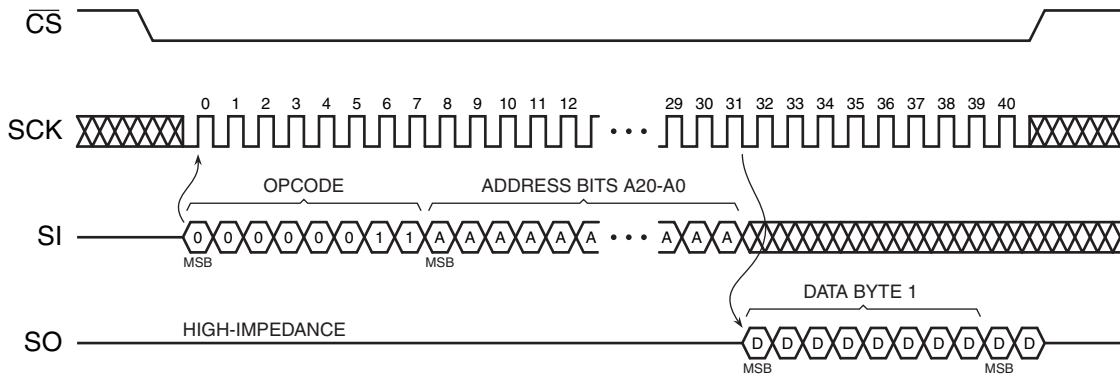 CS
0 1 2 3 4 5 6 7 8 9 10 11 12 29 30 31 32 33 34 35 36 37 38 39 40
SCK
OPCODE ADDRESS BITS A20-A0
SI 0 0 0 0 0 0 1 1 A A A A A A A A A
MSB MSB
DATA BYTE 1
HIGH-IMPEDANCE
SO D D D D D D D D D D
MSB MSB